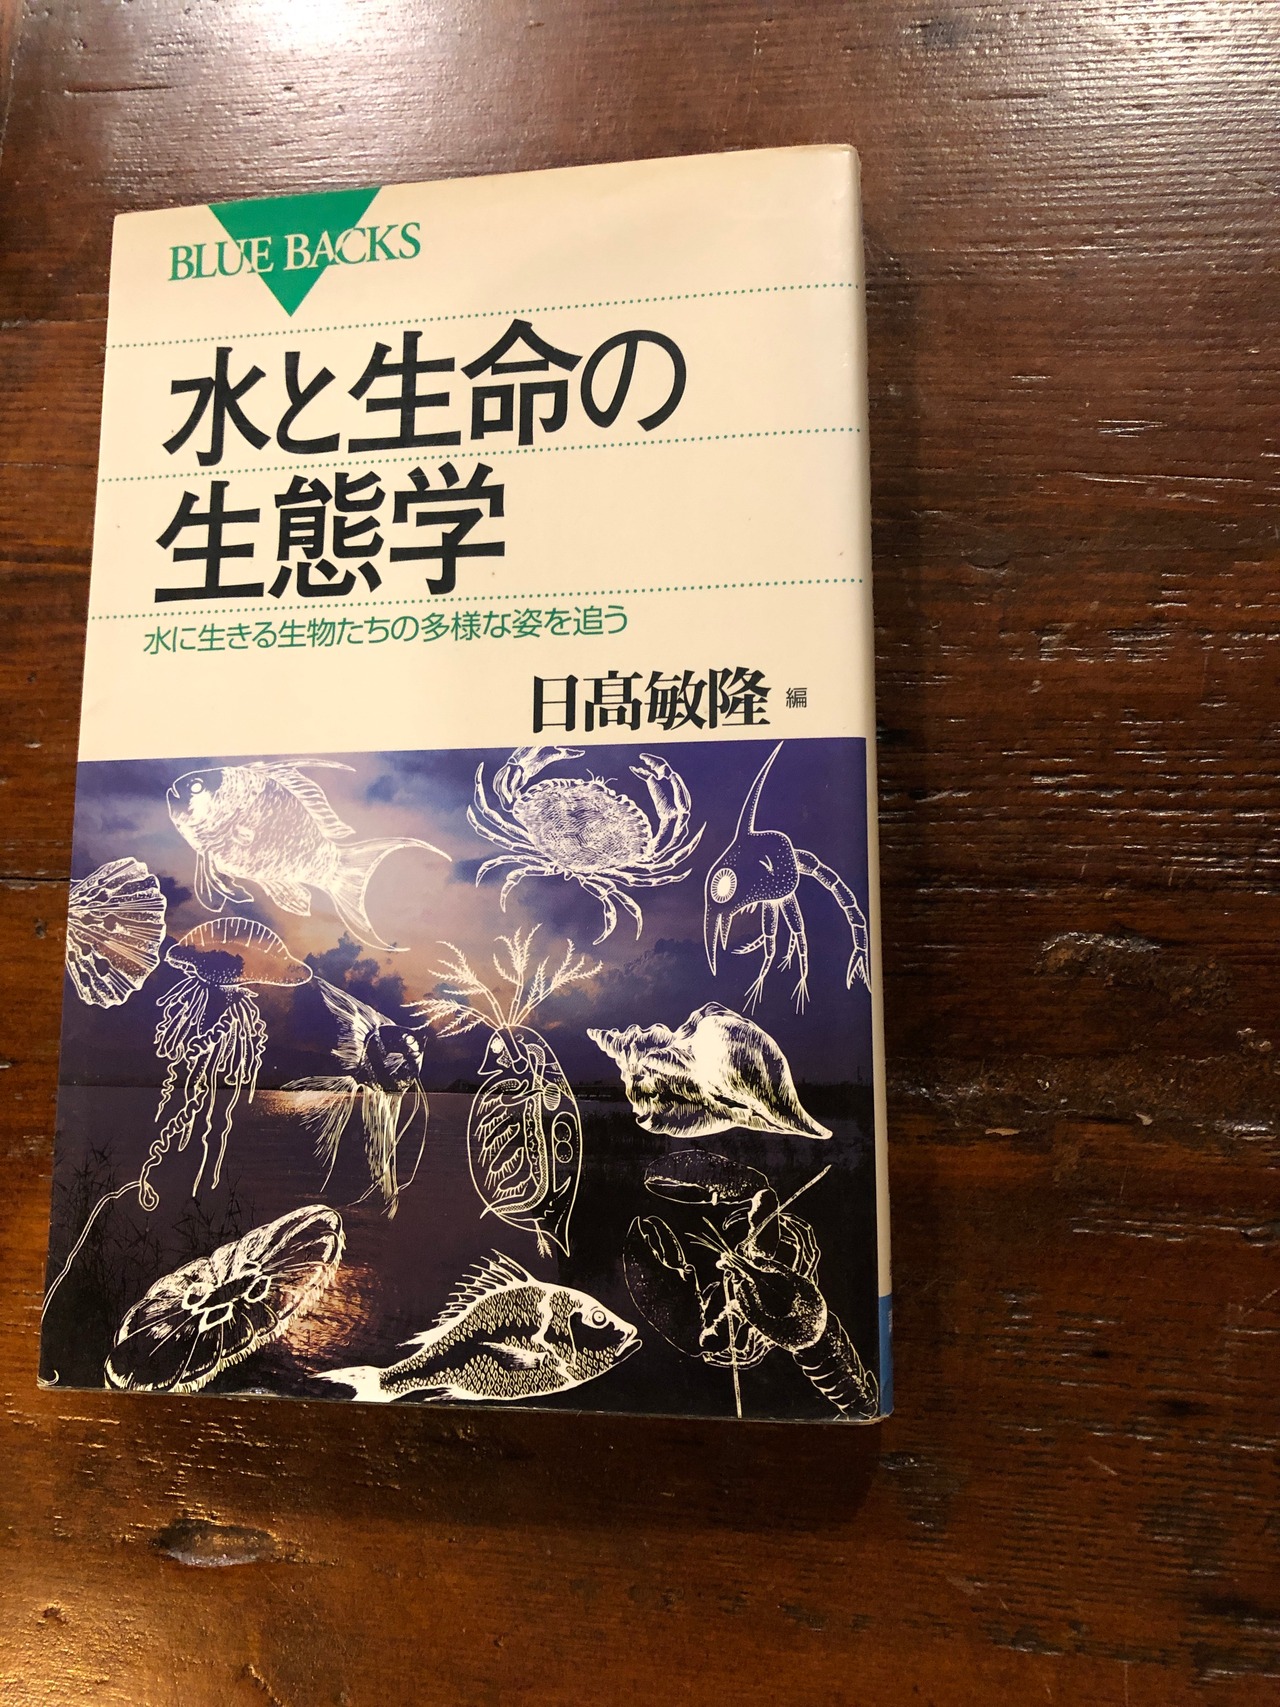 BLUE BACKS
水と生命の
生態学
水に生きる生物たちの多様な姿を追う
日髙敏隆 編